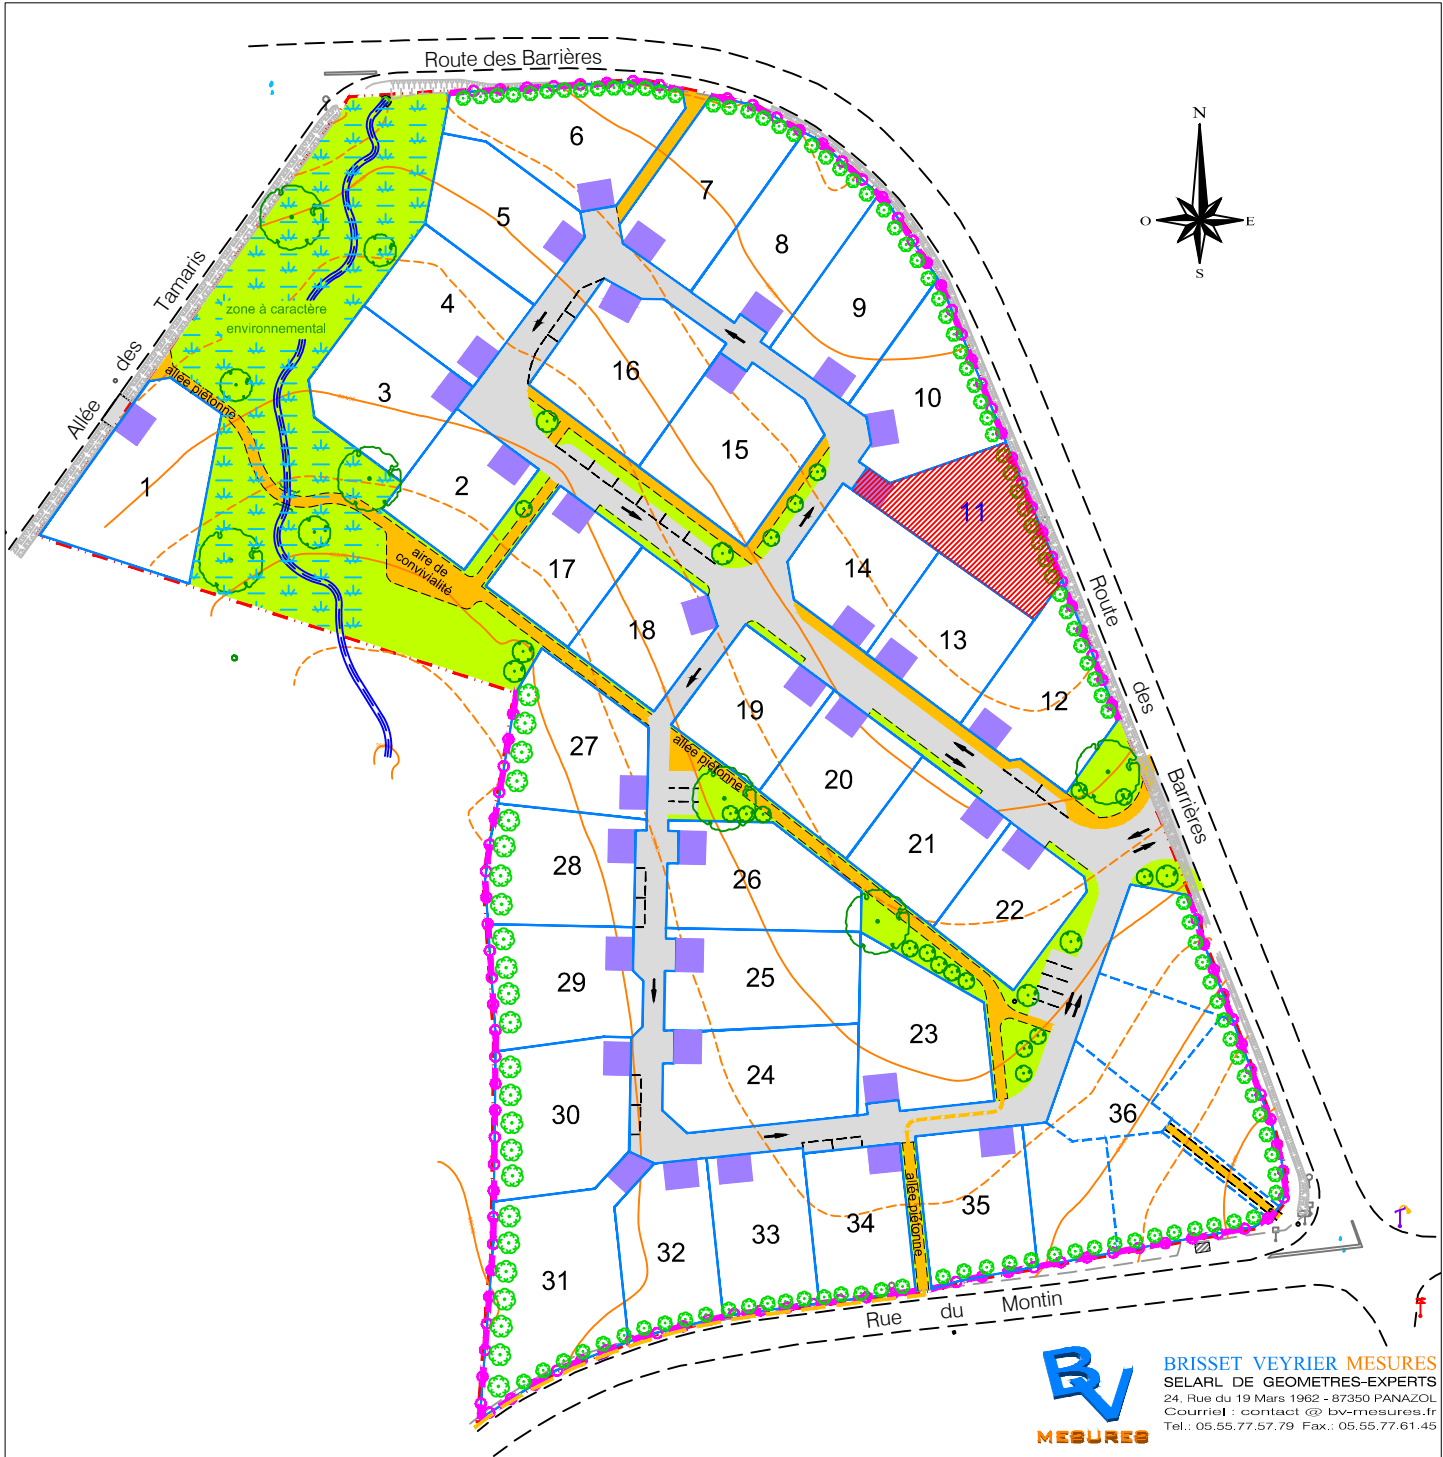 Route des Barrières
N
O
E
S
Allée des Tamaris
zone à caractère
environnemental
allée piétonne
aire de
convivialité
6
7
5
8
4
9
16
3
10
15
2
1
11
17
14
18
13
12
19
27
20
21
28
26
22
29
25
23
24
30
36
35
34
33
32
31
allée piétonne
allée piétonne
Route des Barrières
Rue du Montin
BV
MESURES
BRISSET VEYRIER MESURES
SELARL DE GEOMETRES-EXPERTS
24, Rue du 19 Mars 1962 - 87350 PANAZOL
Courriel : contact @ bv-mesures.fr
Tel.: 05.55.77.57.79 Fax.: 05.55.77.61.45